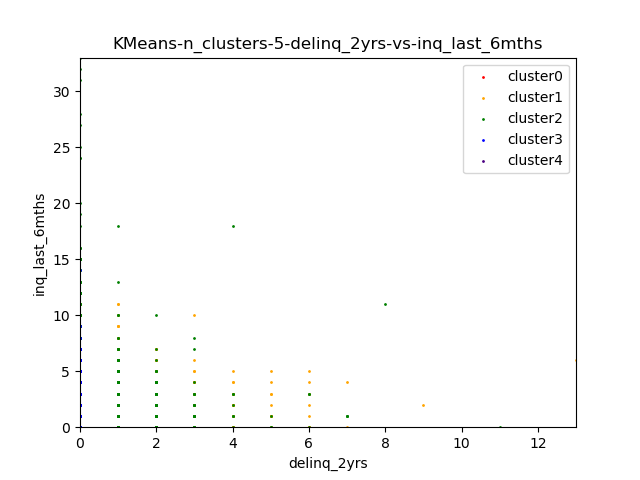 KMeans-n_clusters-5-delinq_2yrs-vs-inq_last_6mths
cluster0
cluster1
cluster2
cluster3
cluster4
30
25
20
15
10
5
0
inq_last_6mths
0 2 4 6 8 10 12
delinq_2yrs